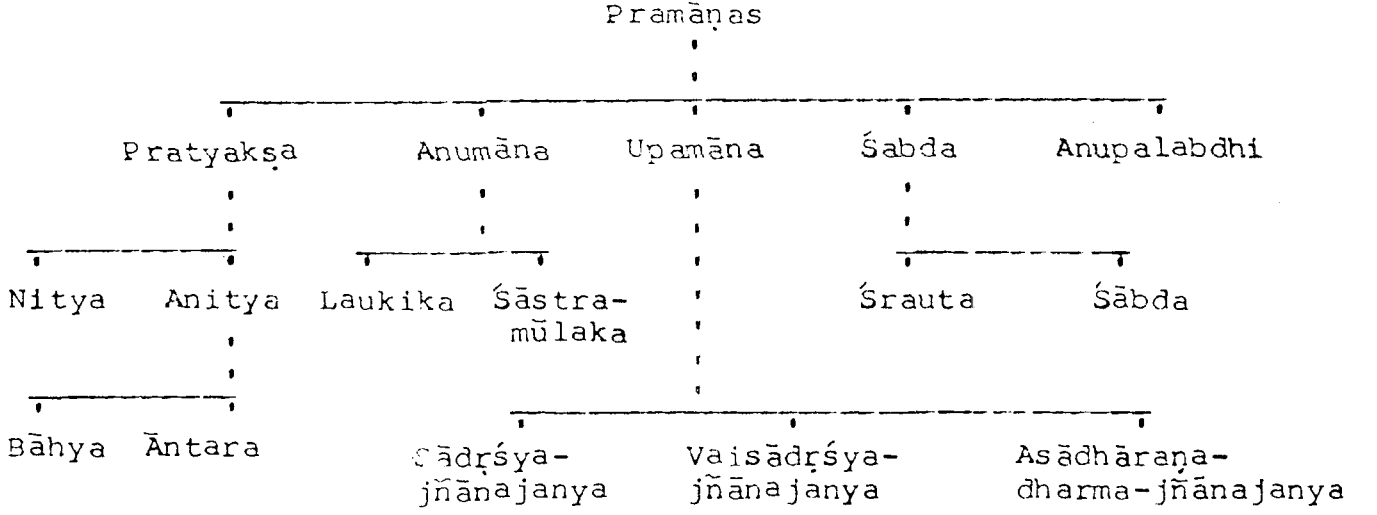 Pramāṇas
Pratyakṣa Anumāna Upamāna Śabda Anupalabdhi
Nitya Anitya Laukika Śāstra- Śrauta Śābda
mūlaka
Bāhya Āntara Sādṛśya- Vaisādṛśya- Asādhāraṇa-
jñānajanya jñānajanya dharma-jñānajanya